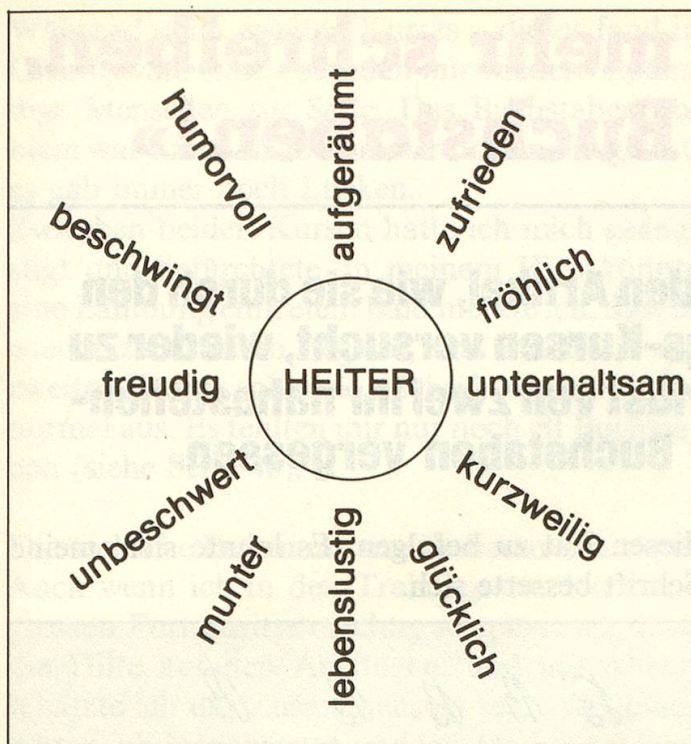 aufgeräumt
zufrieden
fröhlich
unterhaltsam
kurzweilig
glücklich
lebenslustig
munter
unbeschwert
freudig
beschwingt
humorvoll
HEITER